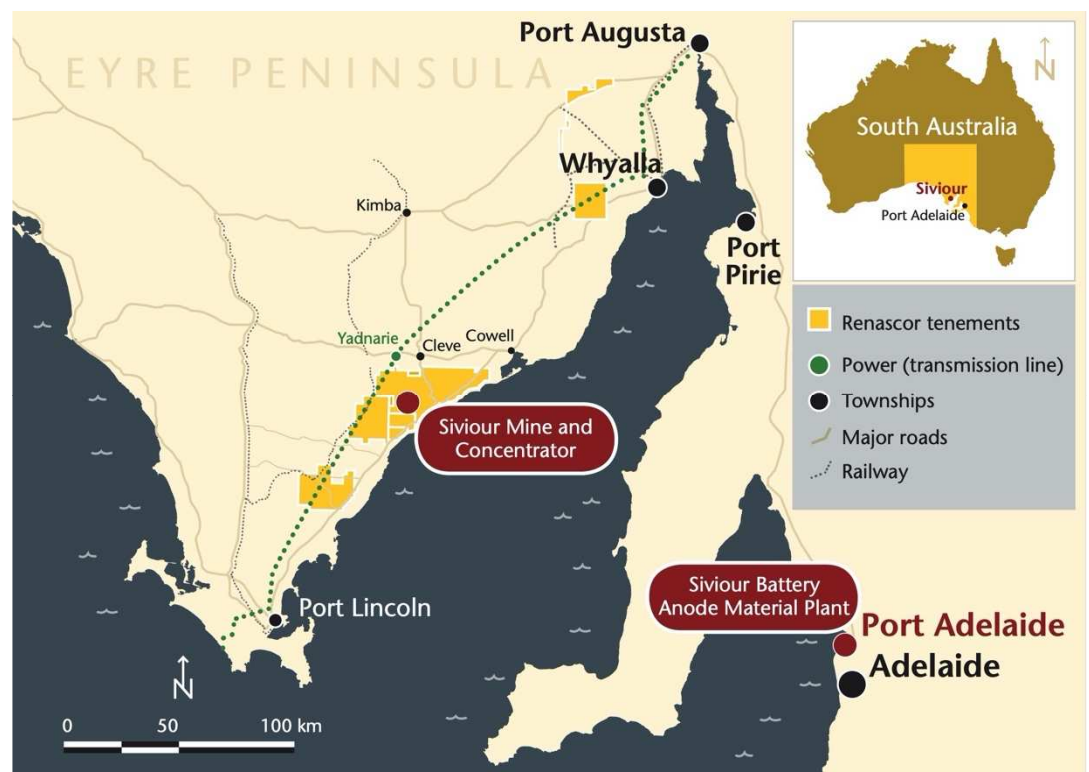 EYRE PENINSULA
Port Augusta
Whyalla
Kimba
Port
Pirie
Yadnarie
Cleve
Cowell
Siviour Mine and
Concentrator
Port Lincoln
Siviour Battery
Anode Material Plant
Port Adelaide
Adelaide
N
0 50 100 km
N
South Australia
Siviour
Port Adelaide
Renascor tenements
Power (transmission line)
Townships
Major roads
Railway